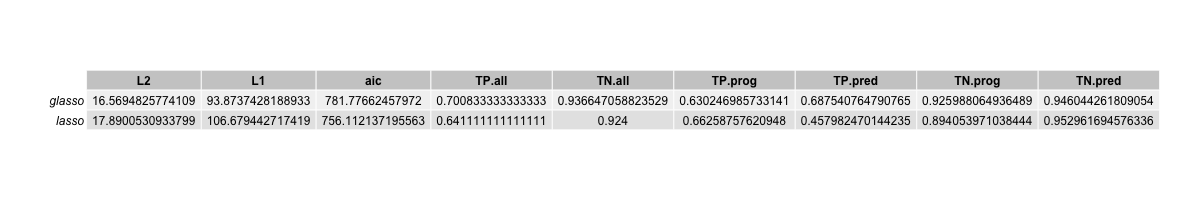 L2 L1 aic TP.all TN.all TP.prog TP.pred TN.prog TN.pred
glasso 16.5694825774109 93.8737428188933 781.77662457972 0.700833333333333 0.936647058823529 0.630246985733141 0.687540764790765 0.925988064936489 0.946044261809054
lasso 17.8900530933799 106.679442717419 756.112137195563 0.641111111111111 0.924 0.66258757620948 0.457982470144235 0.894053971038444 0.952961694576336